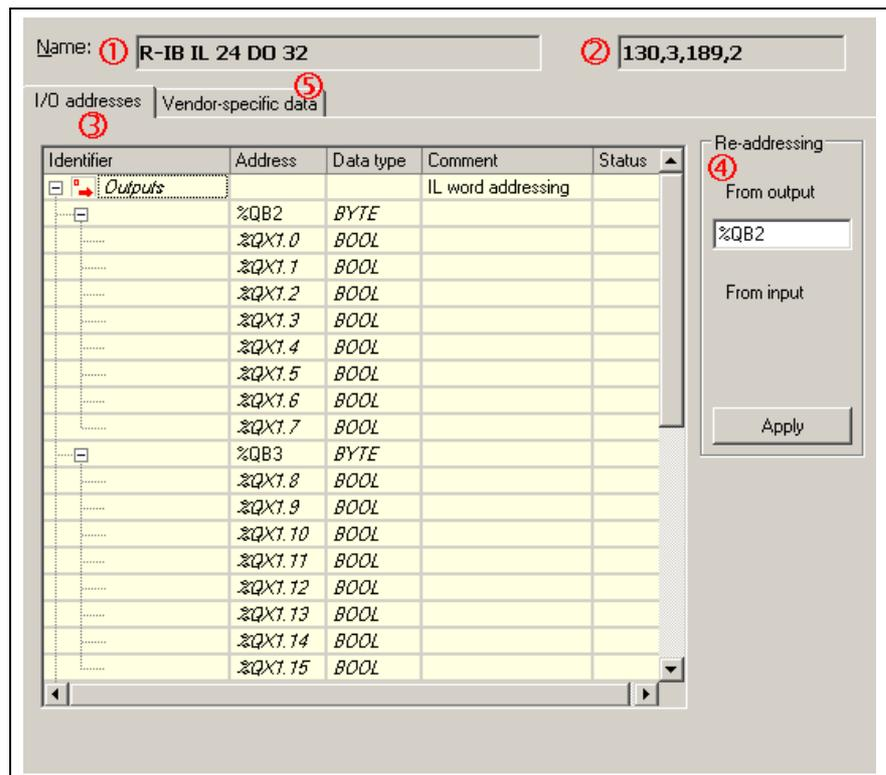 Name: ① R-IB IL 24 DO 32 ② 130,3,189,2
I/O addresses Vendor-specific data ⑤
③
Identifier Address Data type Comment Status
Outputs IL word addressing
%QB2 BYTE
%QX1.0 BOOL
%QX1.1 BOOL
%QX1.2 BOOL
%QX1.3 BOOL
%QX1.4 BOOL
%QX1.5 BOOL
%QX1.6 BOOL
%QX1.7 BOOL
%QB3 BYTE
%QX1.8 BOOL
%QX1.9 BOOL
%QX1.10 BOOL
%QX1.11 BOOL
%QX1.12 BOOL
%QX1.13 BOOL
%QX1.14 BOOL
%QX1.15 BOOL
Re-addressing
④
From output
%QB2
From input
Apply